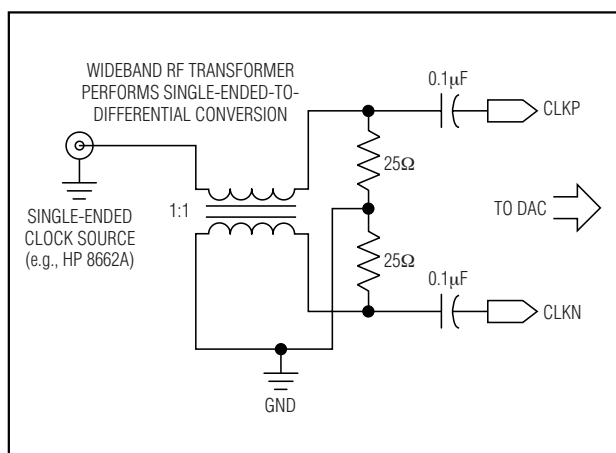 WIDEBAND RF TRANSFORMER
PERFORMS SINGLE-ENDED-TO-
DIFFERENTIAL CONVERSION
0.1μF
CLKP
25Ω
1:1
SINGLE-ENDED
CLOCK SOURCE
(e.g., HP 8662A)
TO DAC
25Ω
0.1μF
CLKN
GND